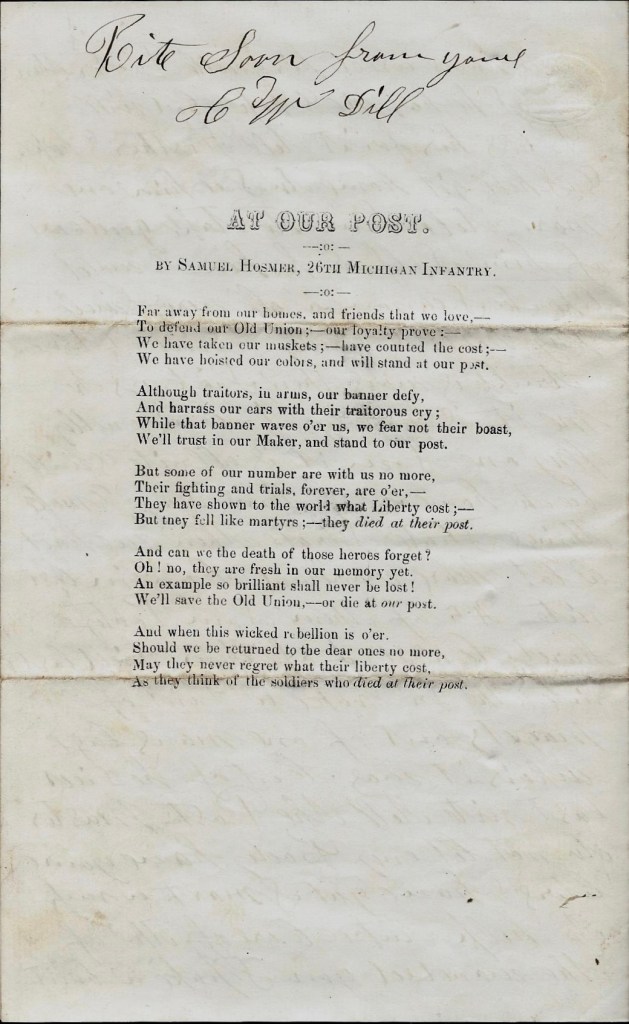 Rite Soon from yours
C W Dill
AT OUR POST.
—:o:—
BY SAMUEL HOSMER, 26TH MICHIGAN INFANTRY.
—:o:—
Far away from our homes, and friends that we love,—
To defend our Old Union;—our loyalty prove:—
We have taken our muskets;—have counted the cost;—
We have hoisted our colors, and will stand at our post.
Although traitors, in arms, our banner defy,
And harrass our ears with their traitorous cry;
While that banner waves o'er us, we fear not their boast,
We'll trust in our Maker, and stand to our post.
But some of our number are with us no more,
Their fighting and trials, forever, are o'er,—
They have shown to the world what Liberty cost;—
But tney fell like martyrs;—they died at their post.
And can we the death of those heroes forget?
Oh! no, they are fresh in our memory yet.
An example so brilliant shall never be lost!
We'll save the Old Union,—or die at our post.
And when this wicked rebellion is o'er.
Should we be returned to the dear ones no more,
May they never regret what their liberty cost,
As they think of the soldiers who died at their post.